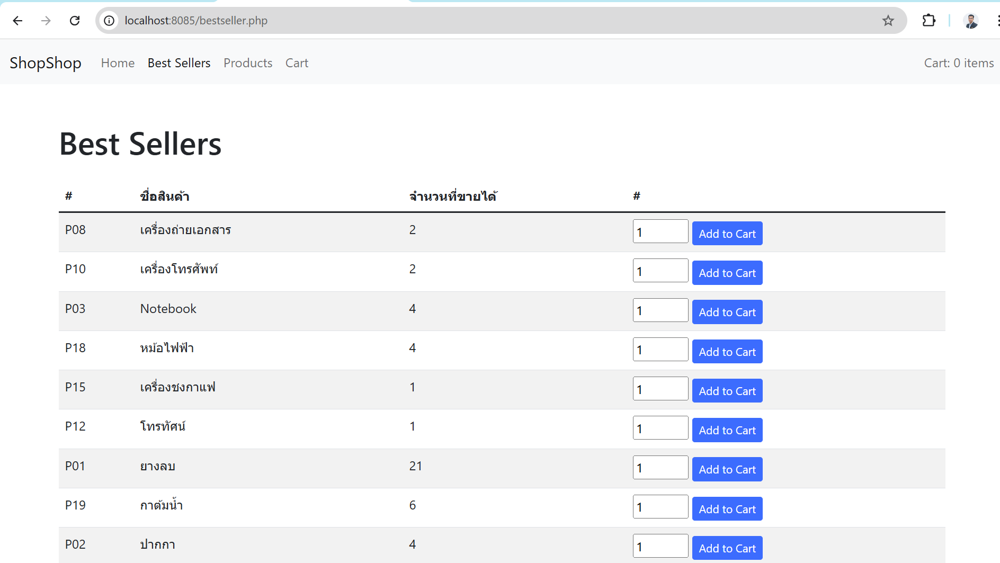 localhost:8085/bestseller.php
ShopShop Home Best Sellers Products Cart Cart: 0 items
Best Sellers
# ชื่อสินค้า จำนวนที่ขายได้ #
P08 เครื่องถ่ายเอกสาร 2 1 Add to Cart
P10 เครื่องโทรศัพท์ 2 1 Add to Cart
P03 Notebook 4 1 Add to Cart
P18 หม้อไฟฟ้า 4 1 Add to Cart
P15 เครื่องชงกาแฟ 1 1 Add to Cart
P12 โทรทัศน์ 1 1 Add to Cart
P01 ยางลบ 21 1 Add to Cart
P19 กาต้มน้ำ 6 1 Add to Cart
P02 ปากกา 4 1 Add to Cart